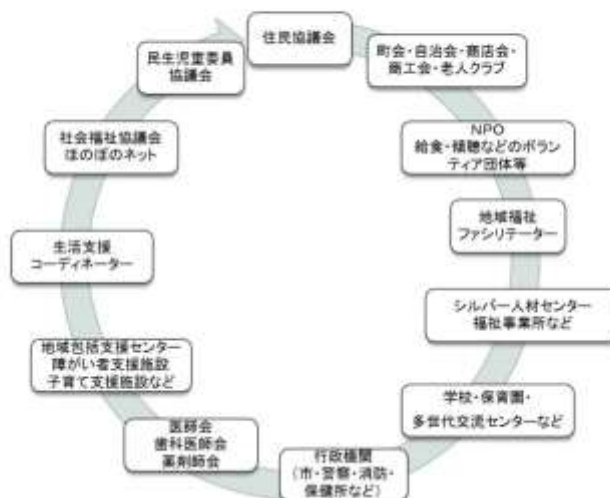 住民協議会
町会・自治会・商店会・
商工会・老人クラブ
NPO
給食・傾聴などのボラン
ティア団体等
地域福祉
ファシリテーター
シルバー人材センター
福祉事業所など
学校・保育園・
多世代交流センターなど
行政機関
(市・警察・消防・
保健所など)
医師会
歯科医師会
薬剤師会
地域包括支援センター
障がい者支援施設
子育て支援施設など
生活支援
コーディネーター
社会福祉協議会
ほのぼのネット
民生児童委員
協議会